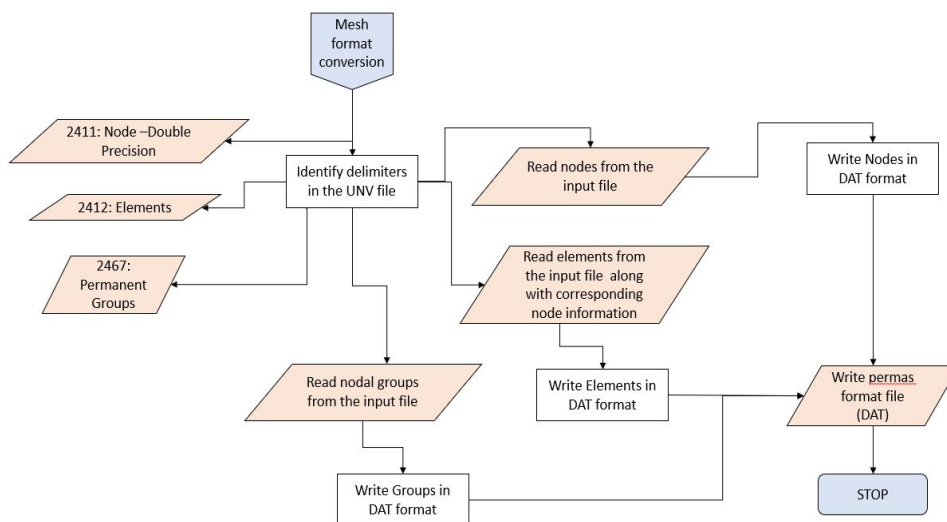 Mesh
format
conversion
2411: Node –Double
Precision
Identify delimiters
in the UNV file
Read nodes from the
input file
Write Nodes in
DAT format
2412: Elements
2467:
Permanent
Groups
Read elements from
the input file along
with corresponding
node information
Read nodal groups
from the input file
Write Elements in
DAT format
Write permas
format file
(DAT)
Write Groups in
DAT format
STOP